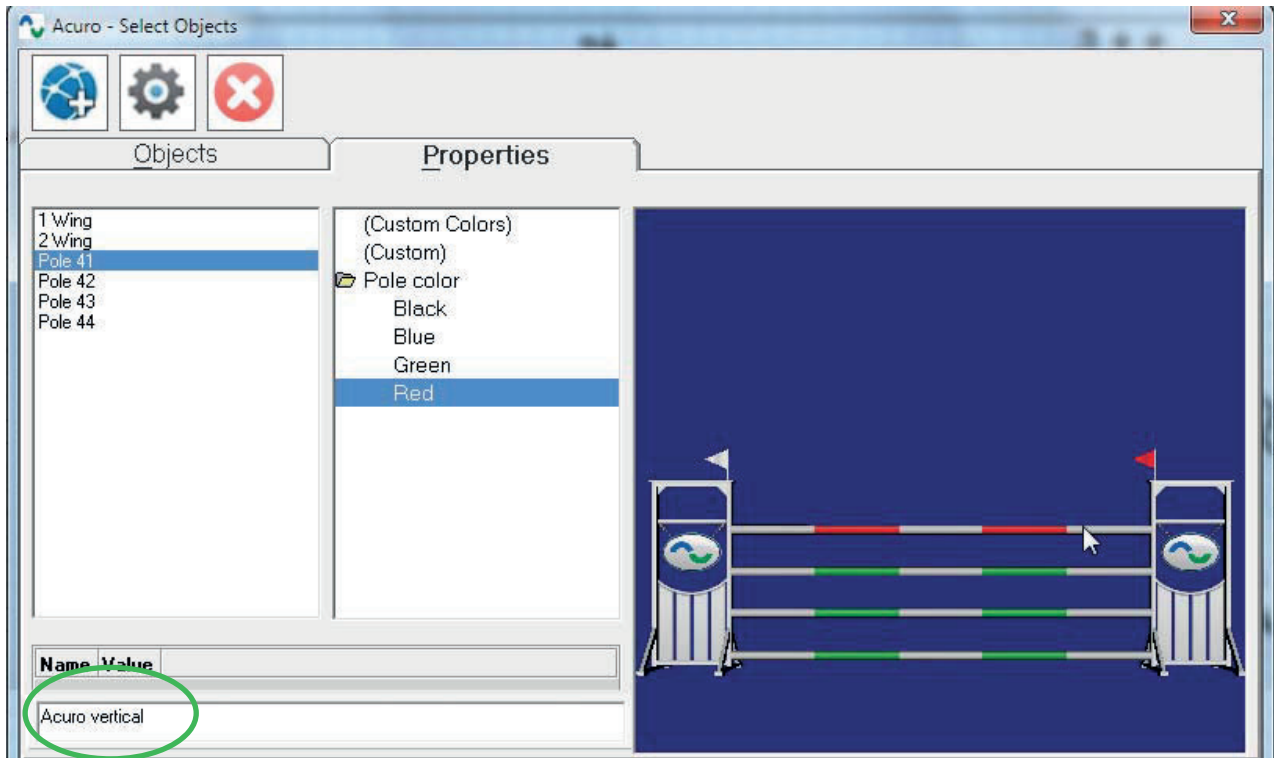 Acuro - Select Objects
Objects
Properties
1 Wing
2 Wing
Pole 41
Pole 42
Pole 43
Pole 44
(Custom Colors)
(Custom)
Pole color
Black
Blue
Green
Red
Name Value
Acuro vertical